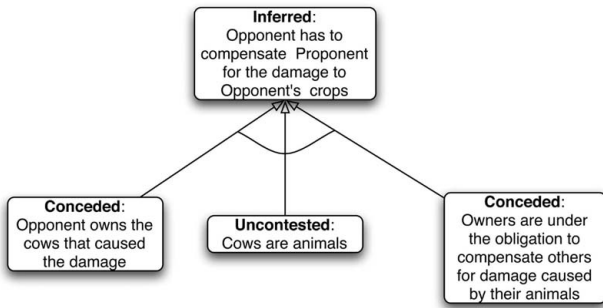 Inferred:
Opponent has to
compensate Proponent
for the damage to
Opponent's crops
Conceded:
Opponent owns the
cows that caused
the damage
Uncontested:
Cows are animals
Conceded:
Owners are under
the obligation to
compensate others
for damage caused
by their animals